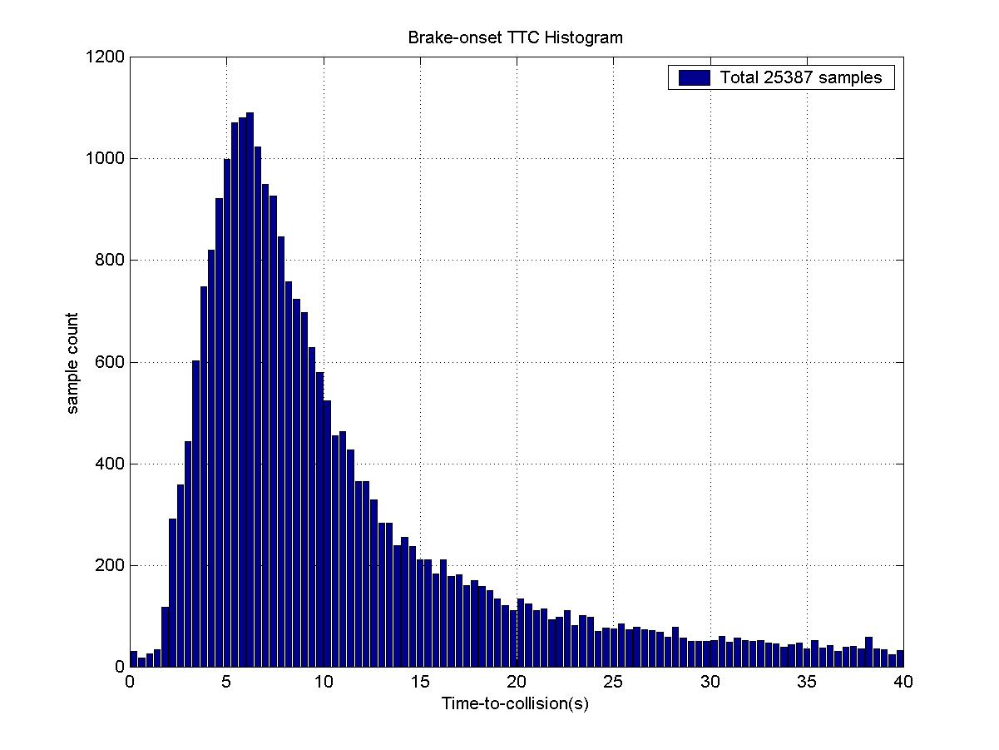 Brake-onset TTC Histogram
Total 25387 samples
1200
1000
800
600
400
200
0
sample count
0 5 10 15 20 25 30 35 40
Time-to-collision(s)